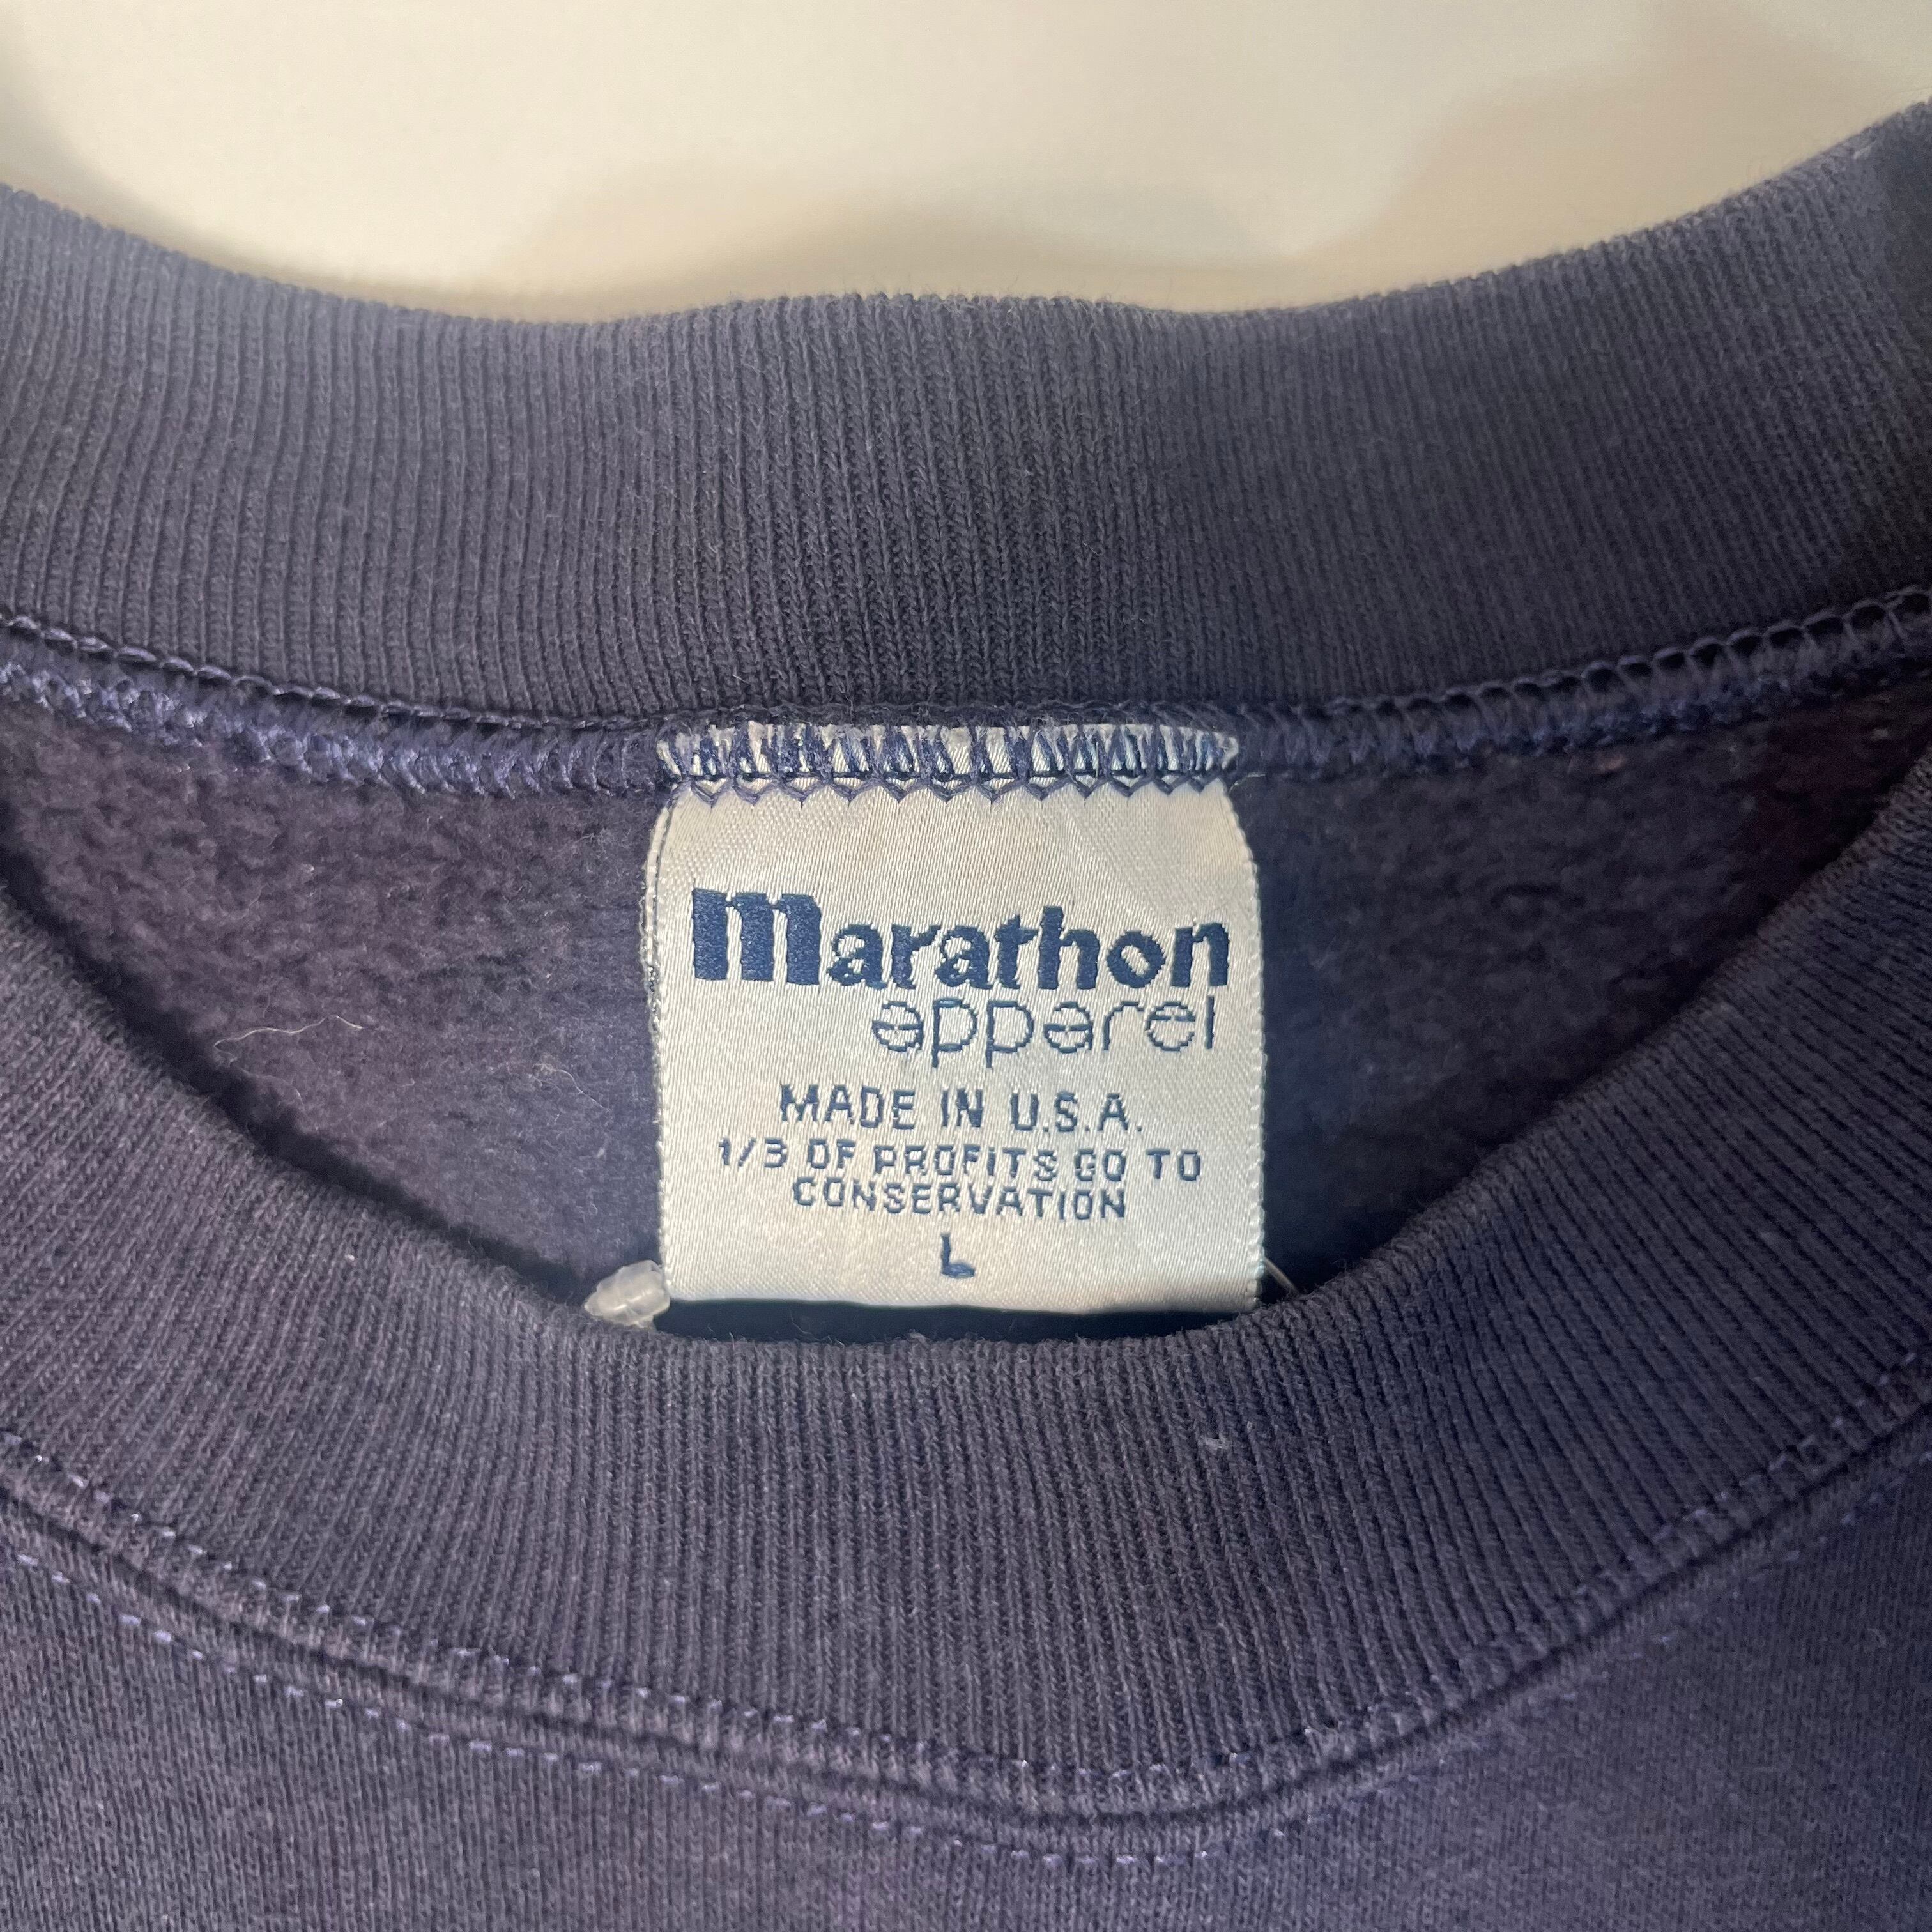 marathon
apparel
MADE IN U.S.A.
1/3 OF PROFITS GO TO
CONSERVATION
L